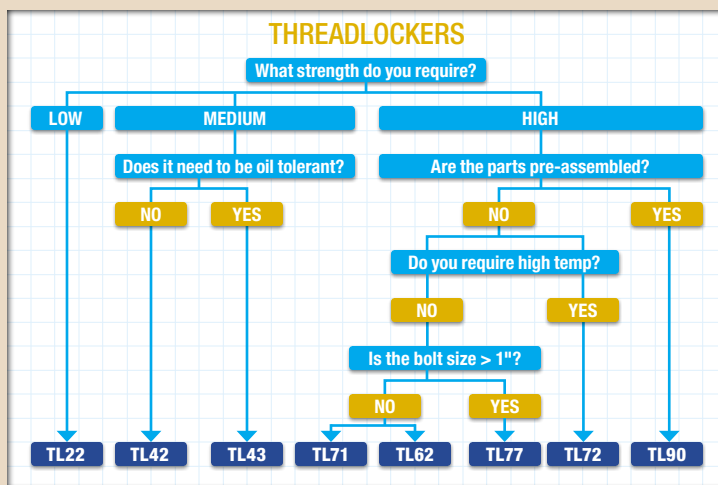 THREADLOCKERS
What strength do you require?
LOW
MEDIUM
HIGH
Does it need to be oil tolerant?
Are the parts pre-assembled?
NO
YES
NO
YES
Do you require high temp?
NO
YES
Is the bolt size > 1"?
NO
YES
TL22
TL42
TL43
TL71
TL62
TL77
TL72
TL90